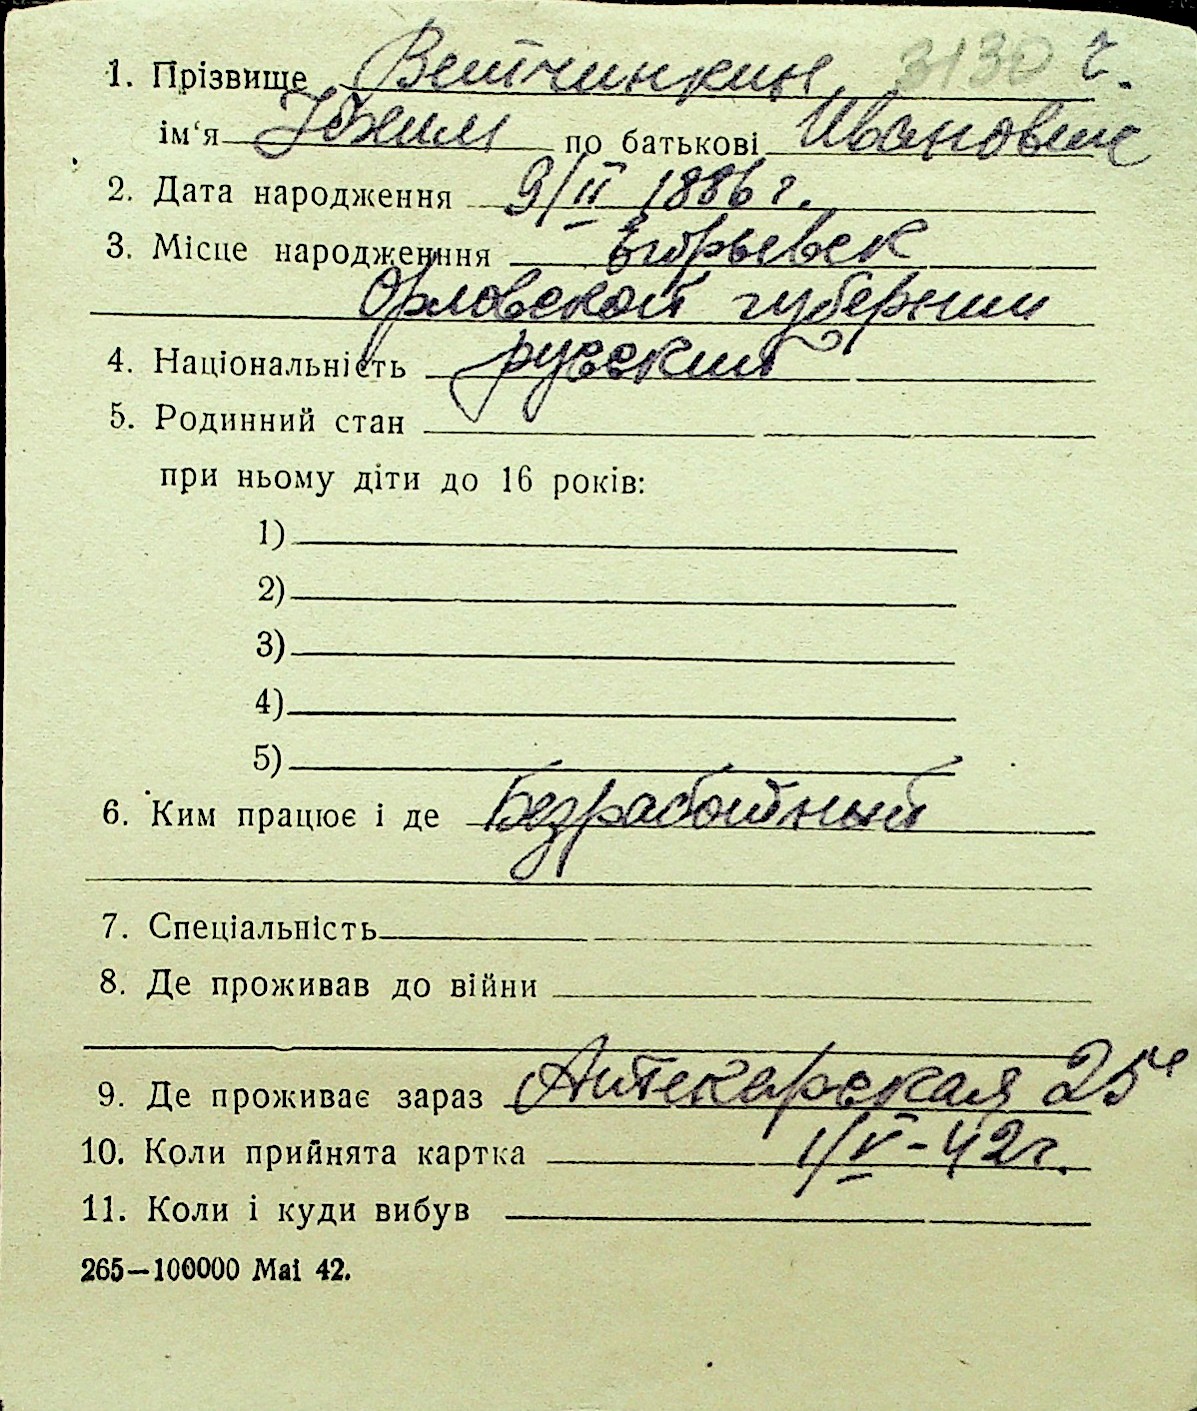 1. Прізвище Ветчинкин 3130 г.
ім‘я Ефим по батькові Иванович
2. Дата народження 9/II 1886 г.
3. Місце народження Егорьевск
Орловской губернии
4. Національність русский
5. Родинний стан
при ньому діти до 16 років:
1)
2)
3)
4)
5)
6. Ким працює і де Безработный
7. Спеціальність
8. Де проживав до війни
9. Де проживає зараз Аптекарская 25
10. Коли прийнята картка 1/V-42 г.
11. Коли і куди вибув
265—100000 Mai 42.